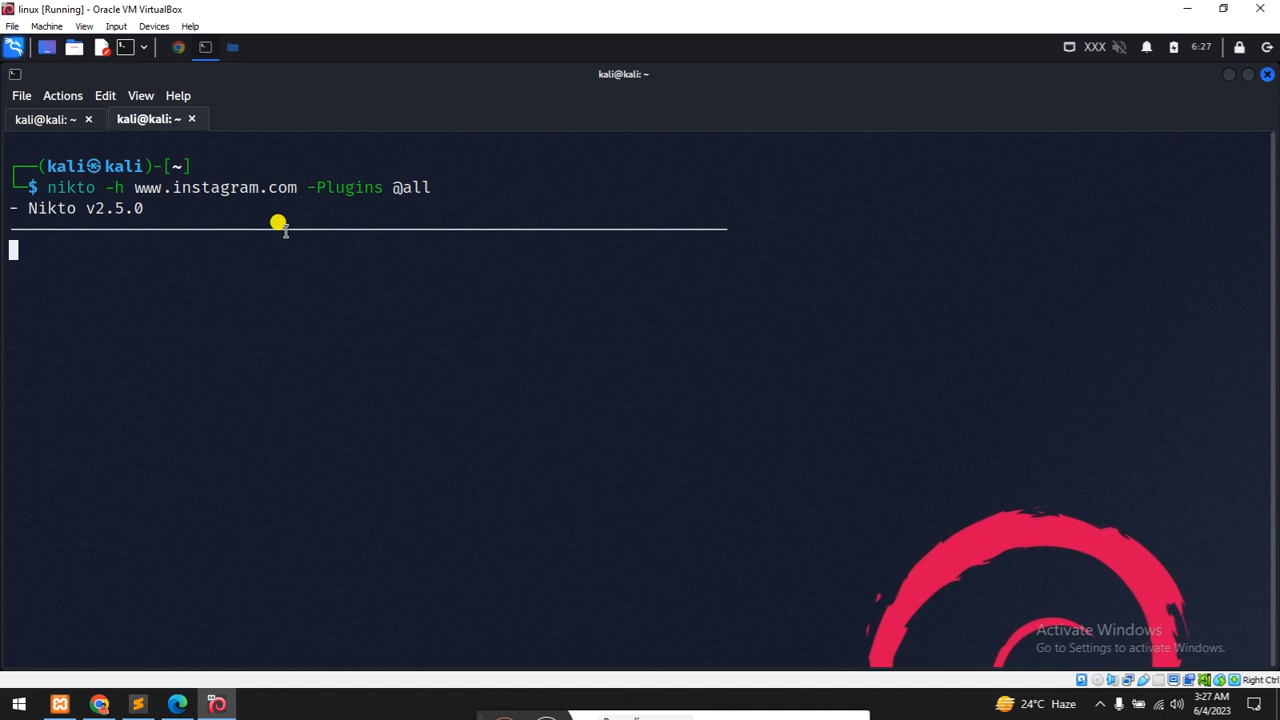 linux [Running] - Oracle VM VirtualBox
File Machine View Input Devices Help
XXX 6:27
kali@kali: ~
File Actions Edit View Help
kali@kali: ~ × kali@kali: ~ ×
┌──(kali㉿kali)-[~]
└─$ nikto -h www.instagram.com -Plugins @all
- Nikto v2.5.0
Activate Windows
Go to Settings to activate Windows.
Right Ctrl
24°C Haze
3:27 AM
6/4/2023